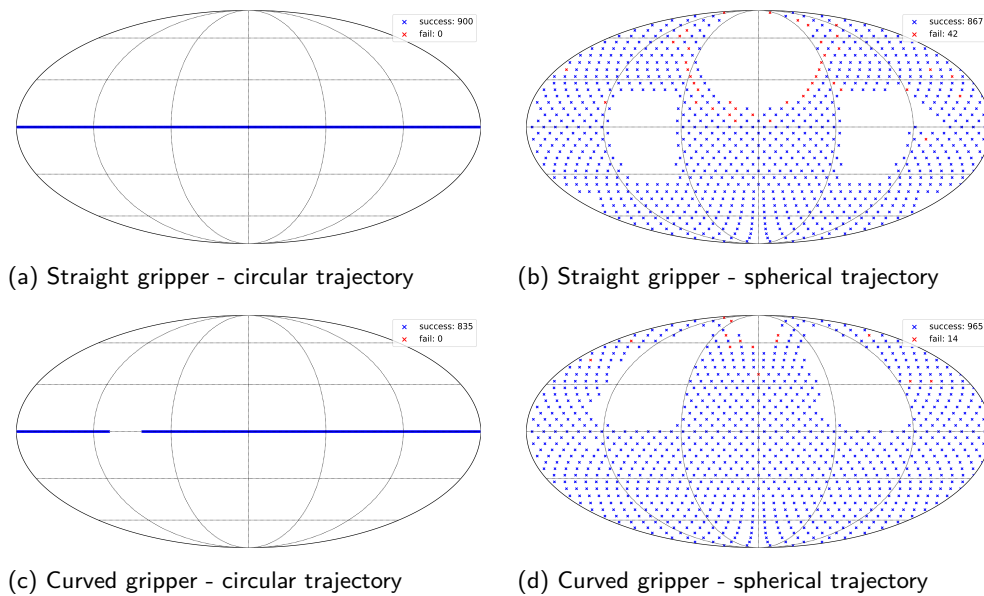 success: 900
fail: 0
success: 867
fail: 42
(a) Straight gripper - circular trajectory
(b) Straight gripper - spherical trajectory
success: 835
fail: 0
success: 965
fail: 14
(c) Curved gripper - circular trajectory
(d) Curved gripper - spherical trajectory